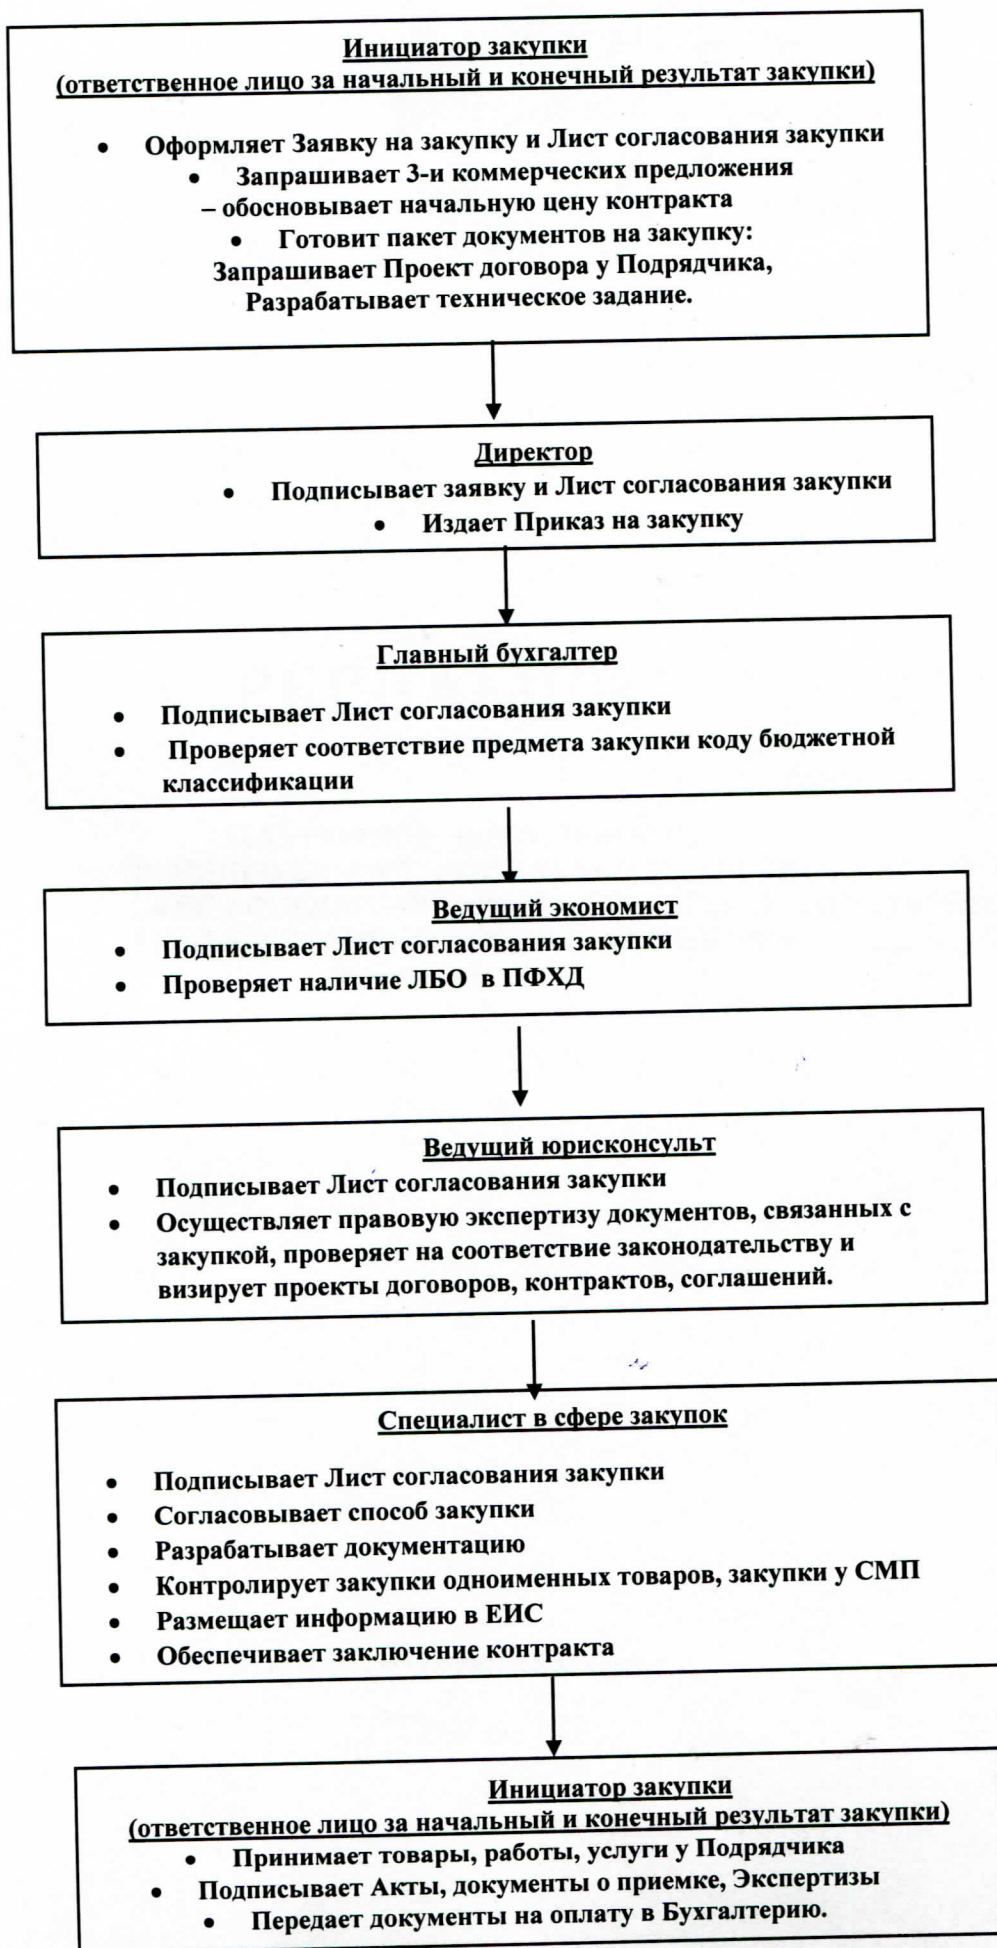 Инициатор закупки
(ответственное лицо за начальный и конечный результат закупки)
• Оформляет Заявку на закупку и Лист согласования закупки
• Запрашивает 3-и коммерческих предложения
– обосновывает начальную цену контракта
• Готовит пакет документов на закупку:
Запрашивает Проект договора у Подрядчика,
Разрабатывает техническое задание.
Директор
• Подписывает заявку и Лист согласования закупки
• Издает Приказ на закупку
Главный бухгалтер
• Подписывает Лист согласования закупки
• Проверяет соответствие предмета закупки коду бюджетной
классификации
Ведущий экономист
• Подписывает Лист согласования закупки
• Проверяет наличие ЛБО в ПФХД
Ведущий юрисконсульт
• Подписывает Лист согласования закупки
• Осуществляет правовую экспертизу документов, связанных с
закупкой, проверяет на соответствие законодательству и
визирует проекты договоров, контрактов, соглашений.
Специалист в сфере закупок
• Подписывает Лист согласования закупки
• Согласовывает способ закупки
• Разрабатывает документацию
• Контролирует закупки одноименных товаров, закупки у СМП
• Размещает информацию в ЕИС
• Обеспечивает заключение контракта
Инициатор закупки
(ответственное лицо за начальный и конечный результат закупки)
• Принимает товары, работы, услуги у Подрядчика
• Подписывает Акты, документы о приемке, Экспертизы
• Передает документы на оплату в Бухгалтерию.